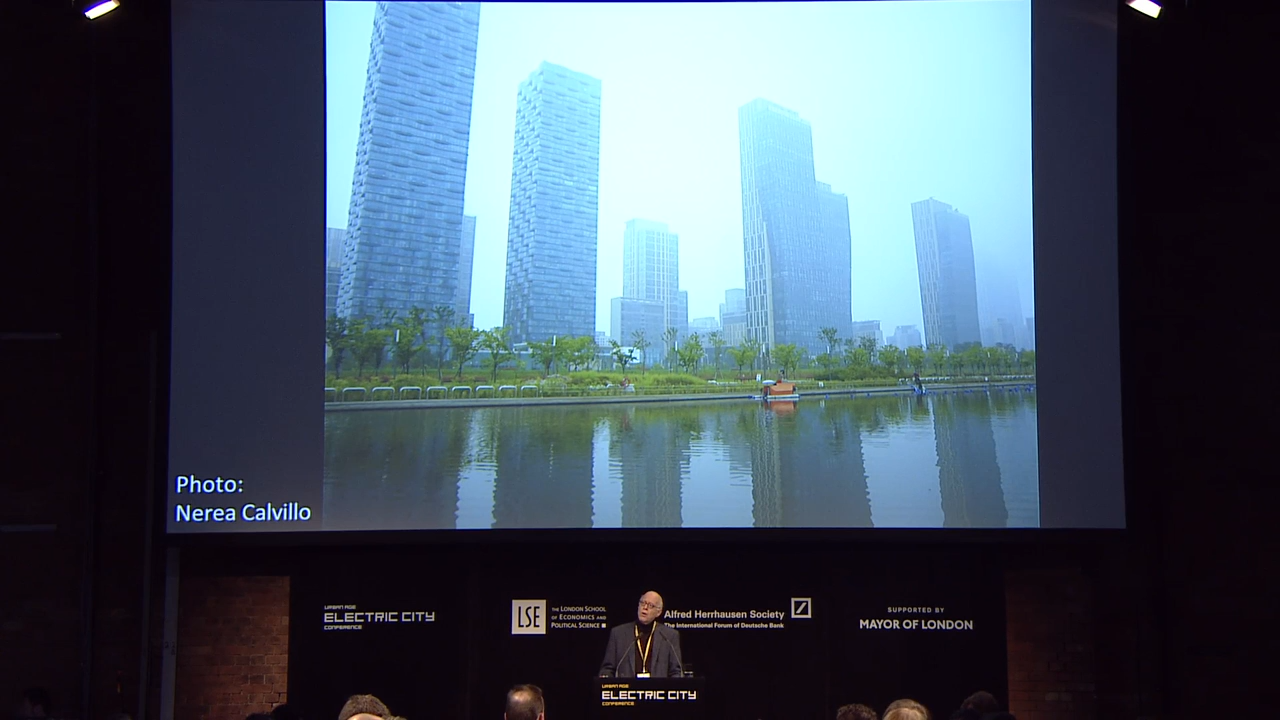 Photo:
Nerea Calvillo
URBAN AGE
ELECTRIC CITY
CONFERENCE
LSE
THE LONDON SCHOOL
OF ECONOMICS AND
POLITICAL SCIENCE
Alfred Herrhausen Society
The International Forum of Deutsche Bank
SUPPORTED BY
MAYOR OF LONDON
URBAN AGE
ELECTRIC CITY
CONFERENCE